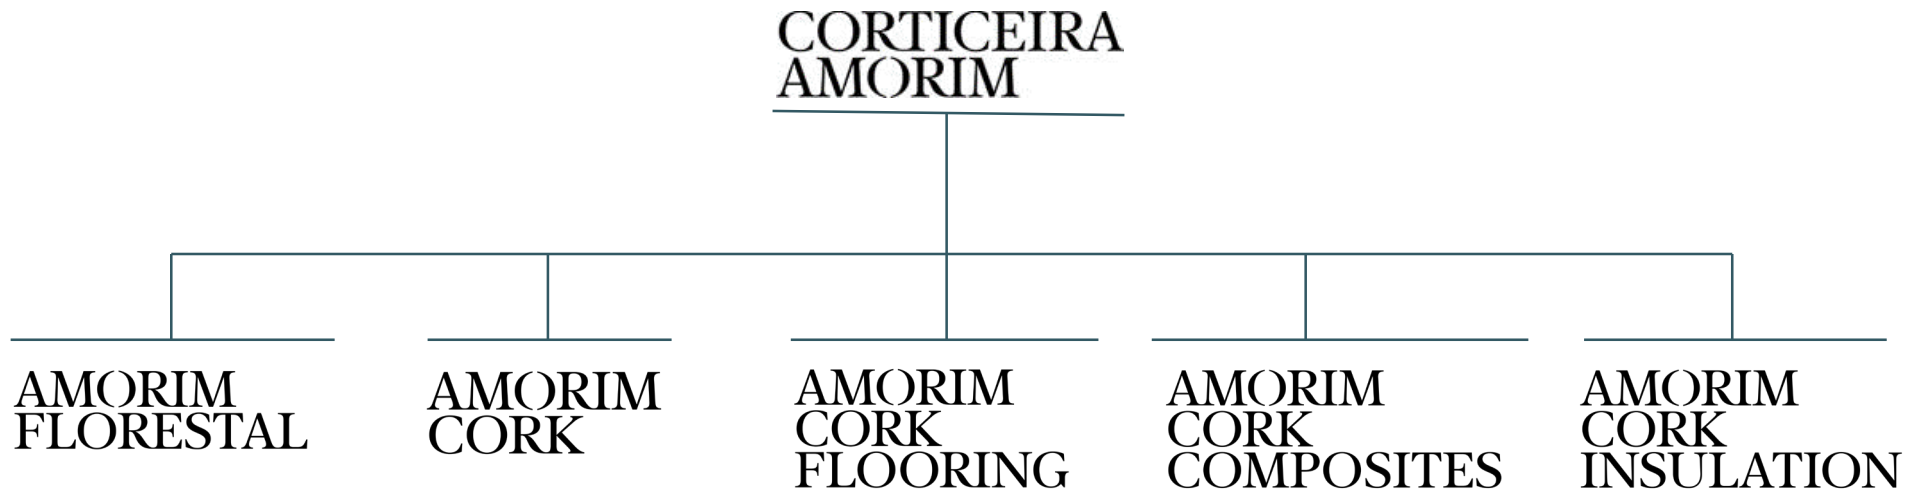 CORTICEIRA
AMORIM
AMORIM
FLORESTAL
AMORIM
CORK
AMORIM
CORK
FLOORING
AMORIM
CORK
COMPOSITES
AMORIM
CORK
INSULATION